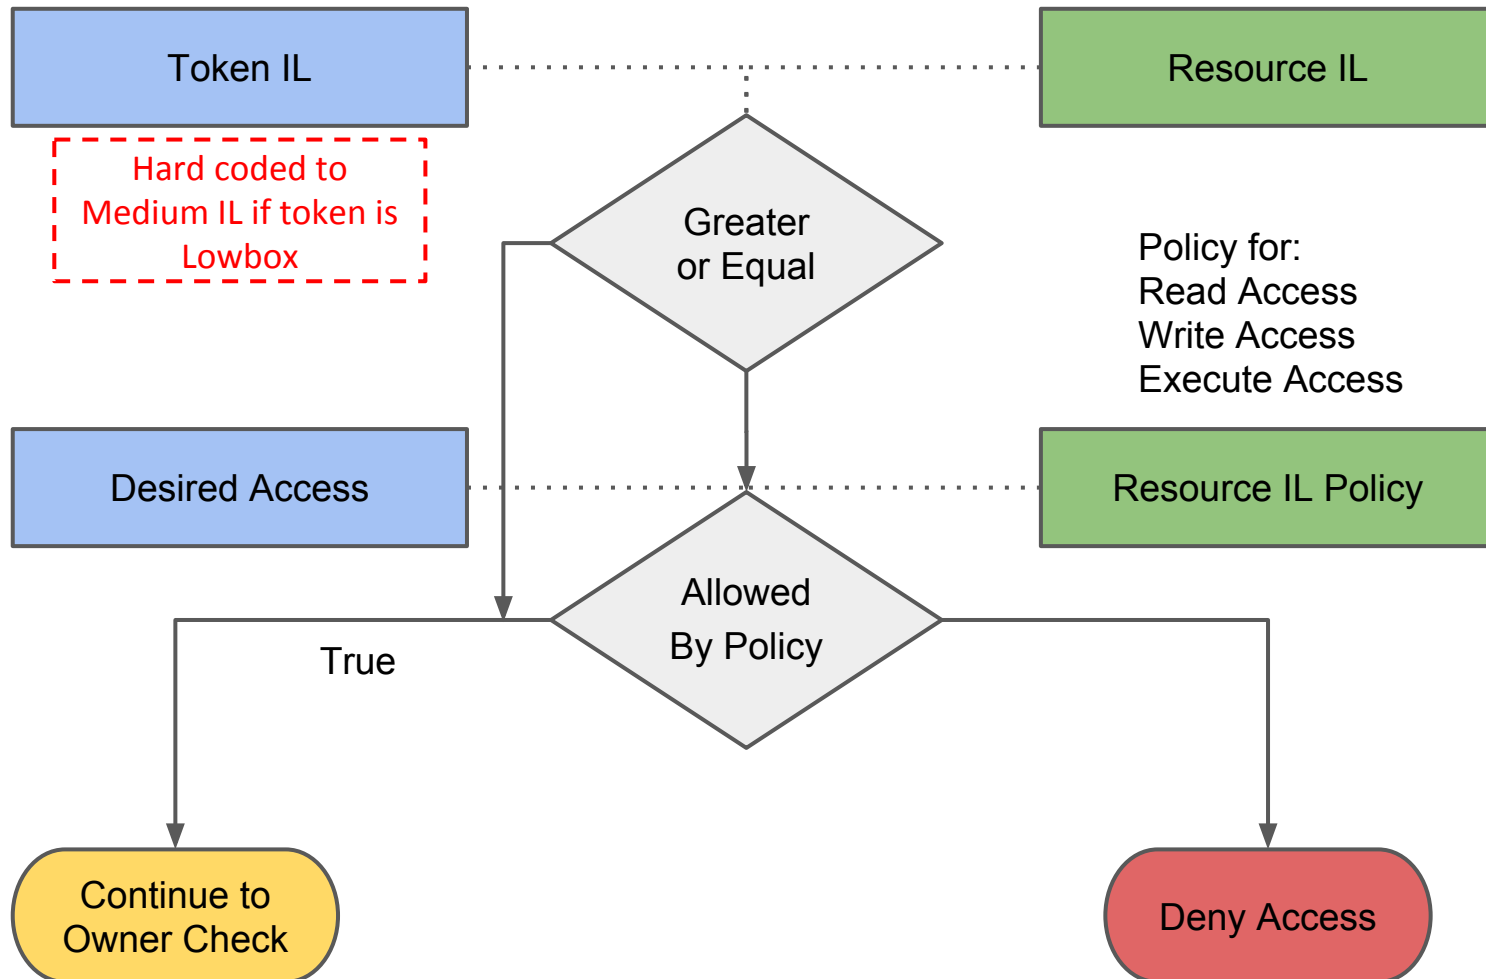 Token IL
Resource IL
Hard coded to
Medium IL if token is
Lowbox
Greater
or Equal
Policy for:
Read Access
Write Access
Execute Access
Desired Access
Resource IL Policy
Allowed
By Policy
True
Continue to
Owner Check
Deny Access